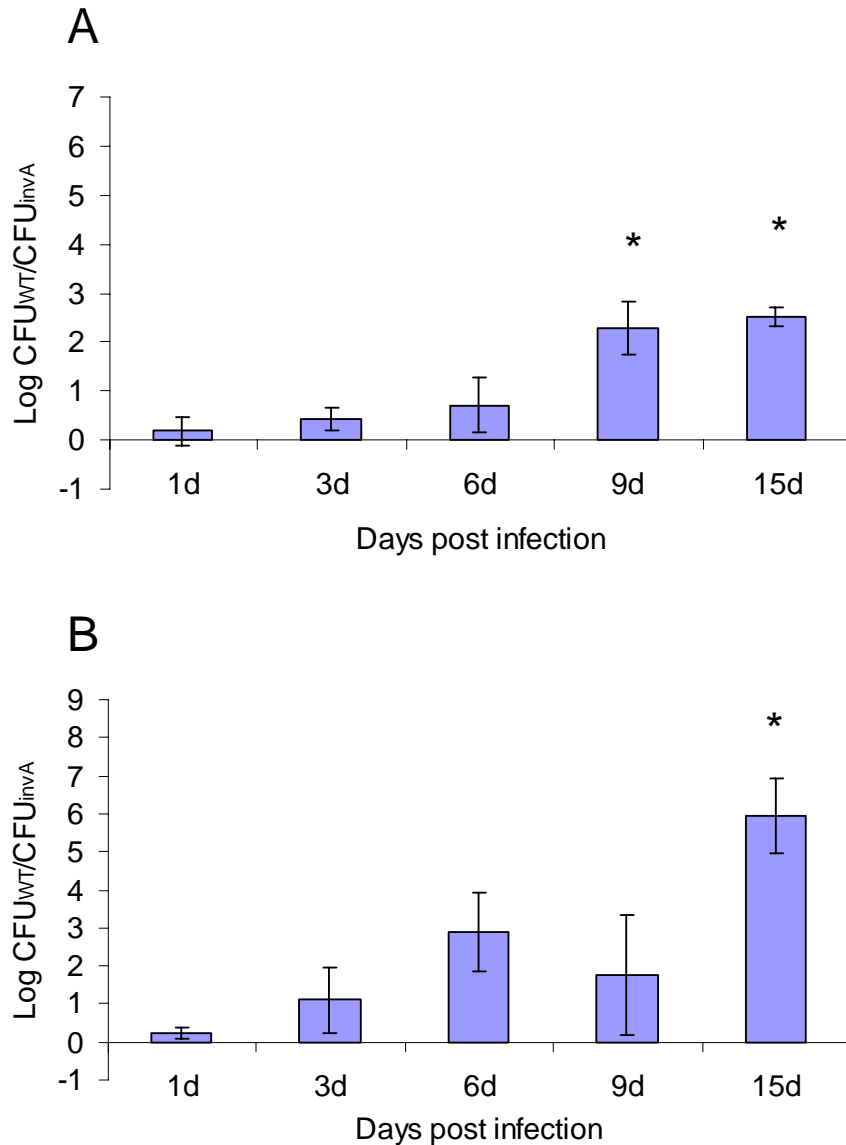 A
7
6
5
4
3
2
1
0
-1
Log CFUWT/CFUinvA
* *
1d 3d 6d 9d 15d
Days post infection
B
9
8
7
6
5
4
3
2
1
0
-1
Log CFUWT/CFUinvA
*
1d 3d 6d 9d 15d
Days post infection